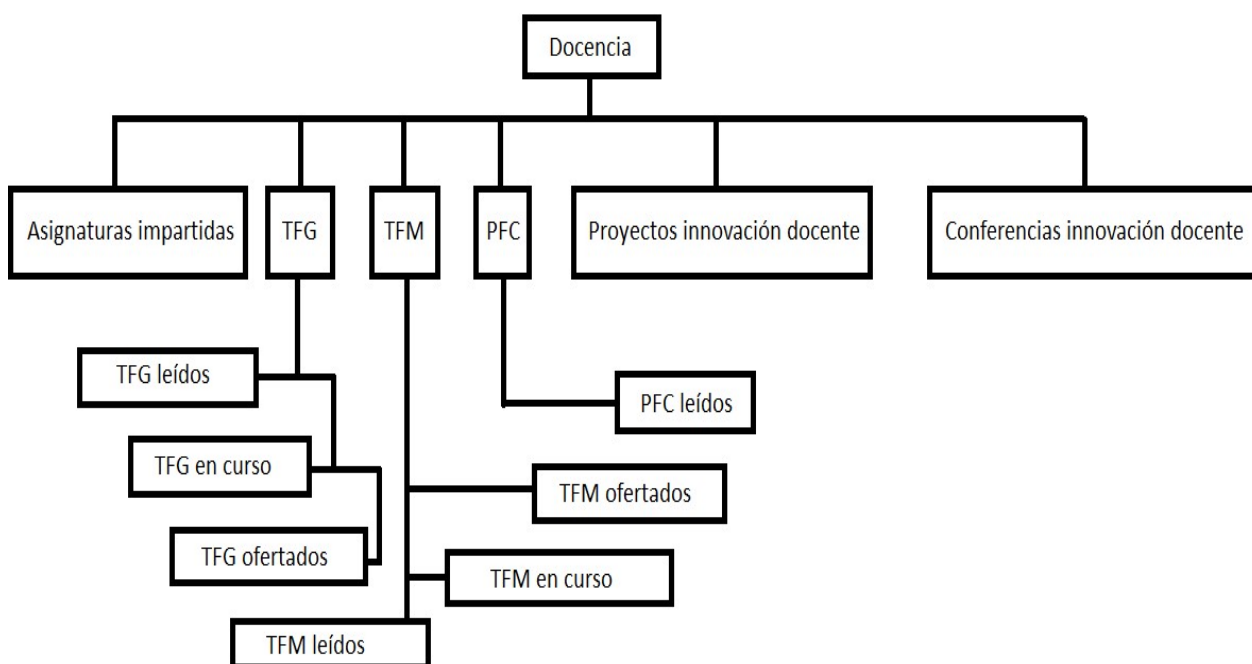 Docencia
Asignaturas impartidas
TFG
TFM
PFC
Proyectos innovación docente
Conferencias innovación docente
TFG leídos
PFC leídos
TFG en curso
TFM ofertados
TFG ofertados
TFM en curso
TFM leídos